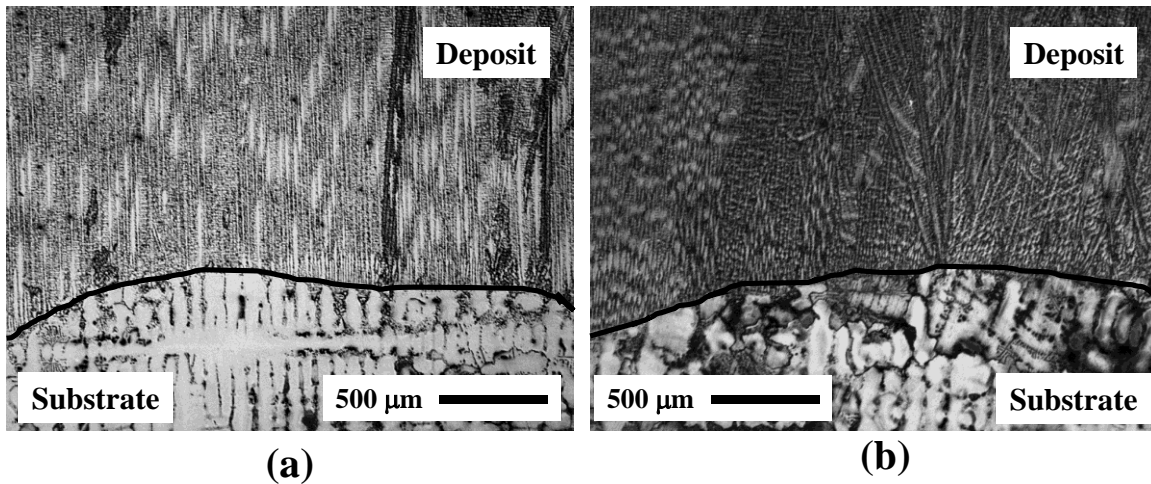 Deposit
Substrate
500 μm
(a)
Deposit
500 μm
Substrate
(b)